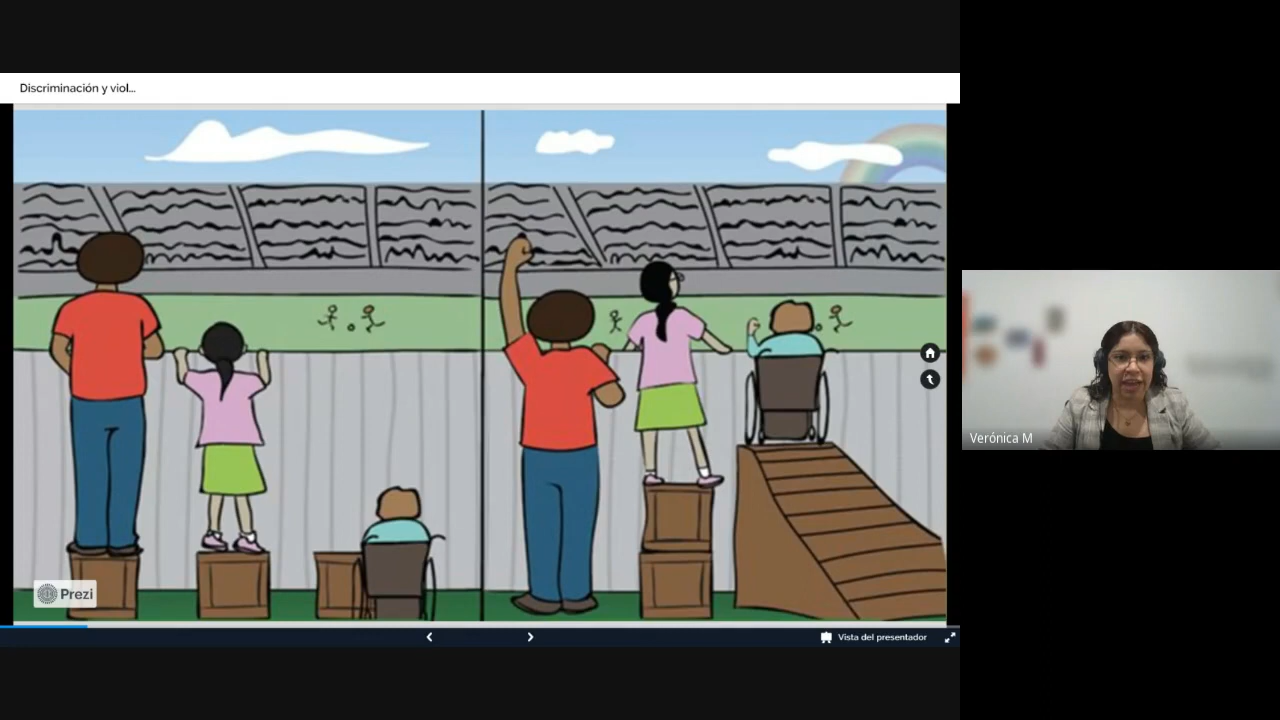 Discriminación y viol...
Prezi
Vista del presentador
Verónica M